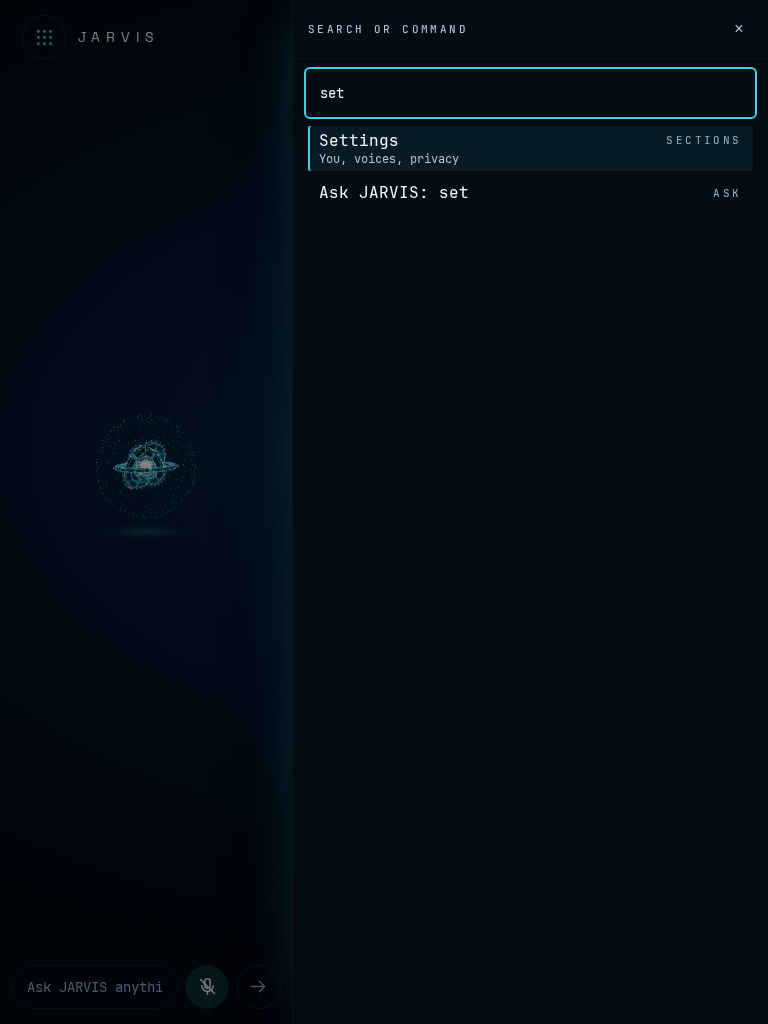 JARVIS
SEARCH OR COMMAND ×
set
Settings SECTIONS
You, voices, privacy
Ask JARVIS: set ASK
Ask JARVIS anythi